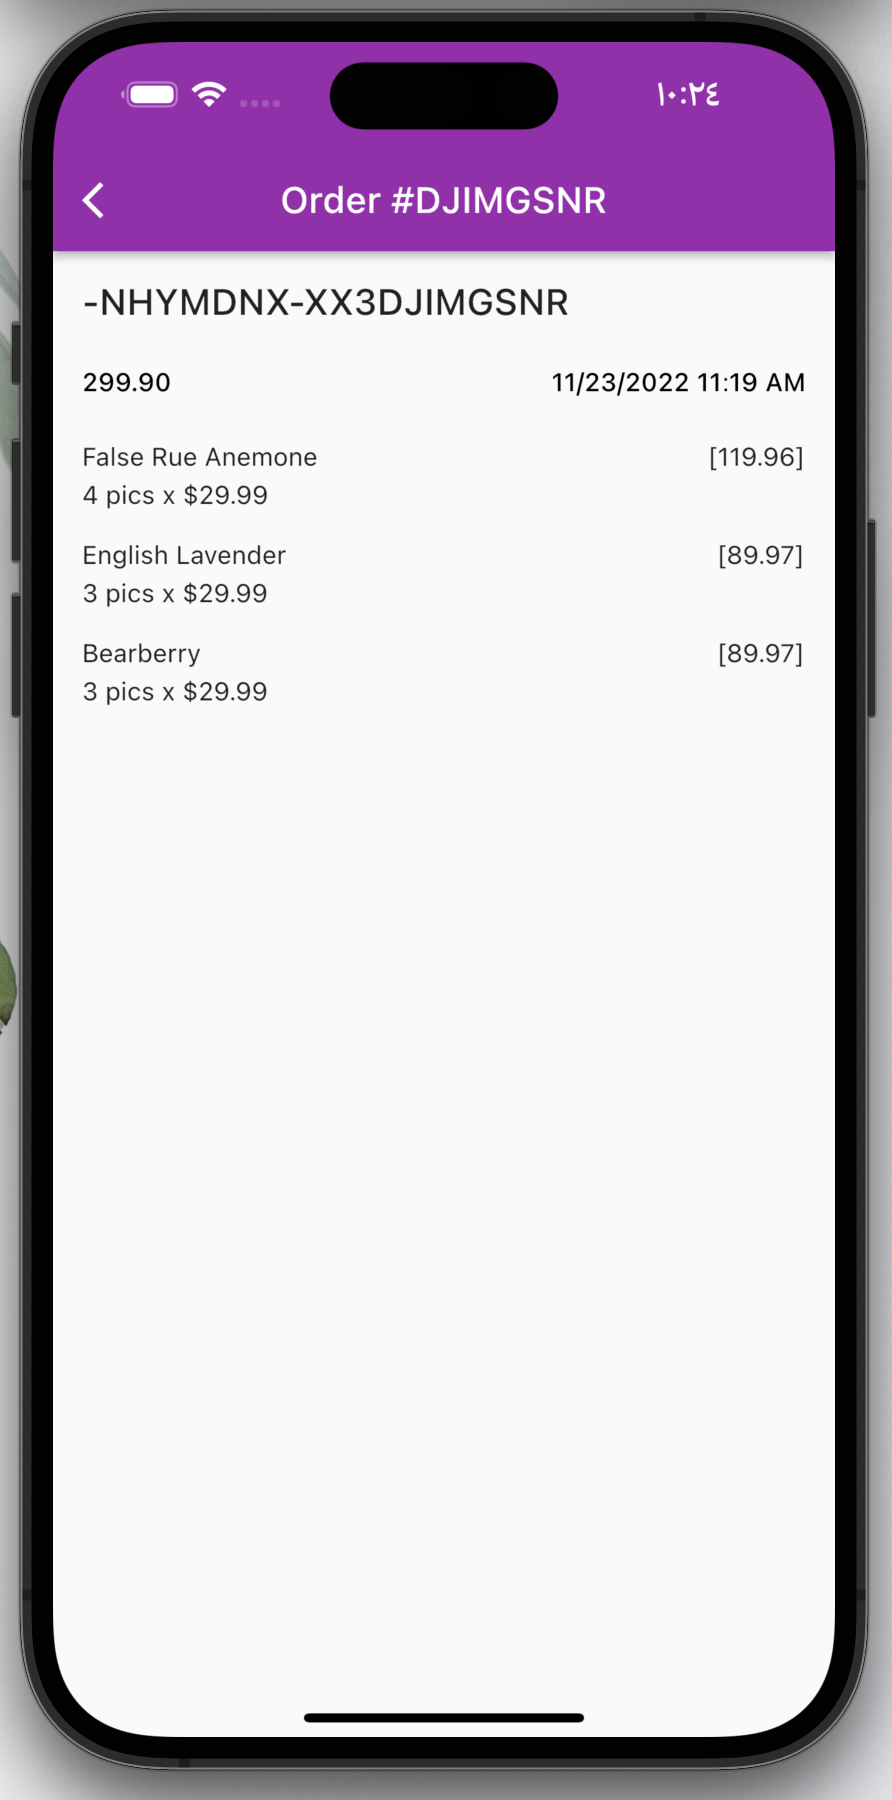 ١٠:٢٤
Order #DJIMGSNR
-NHYMDNX-XX3DJIMGSNR
299.90 11/23/2022 11:19 AM
False Rue Anemone [119.96]
4 pics x $29.99
English Lavender [89.97]
3 pics x $29.99
Bearberry [89.97]
3 pics x $29.99